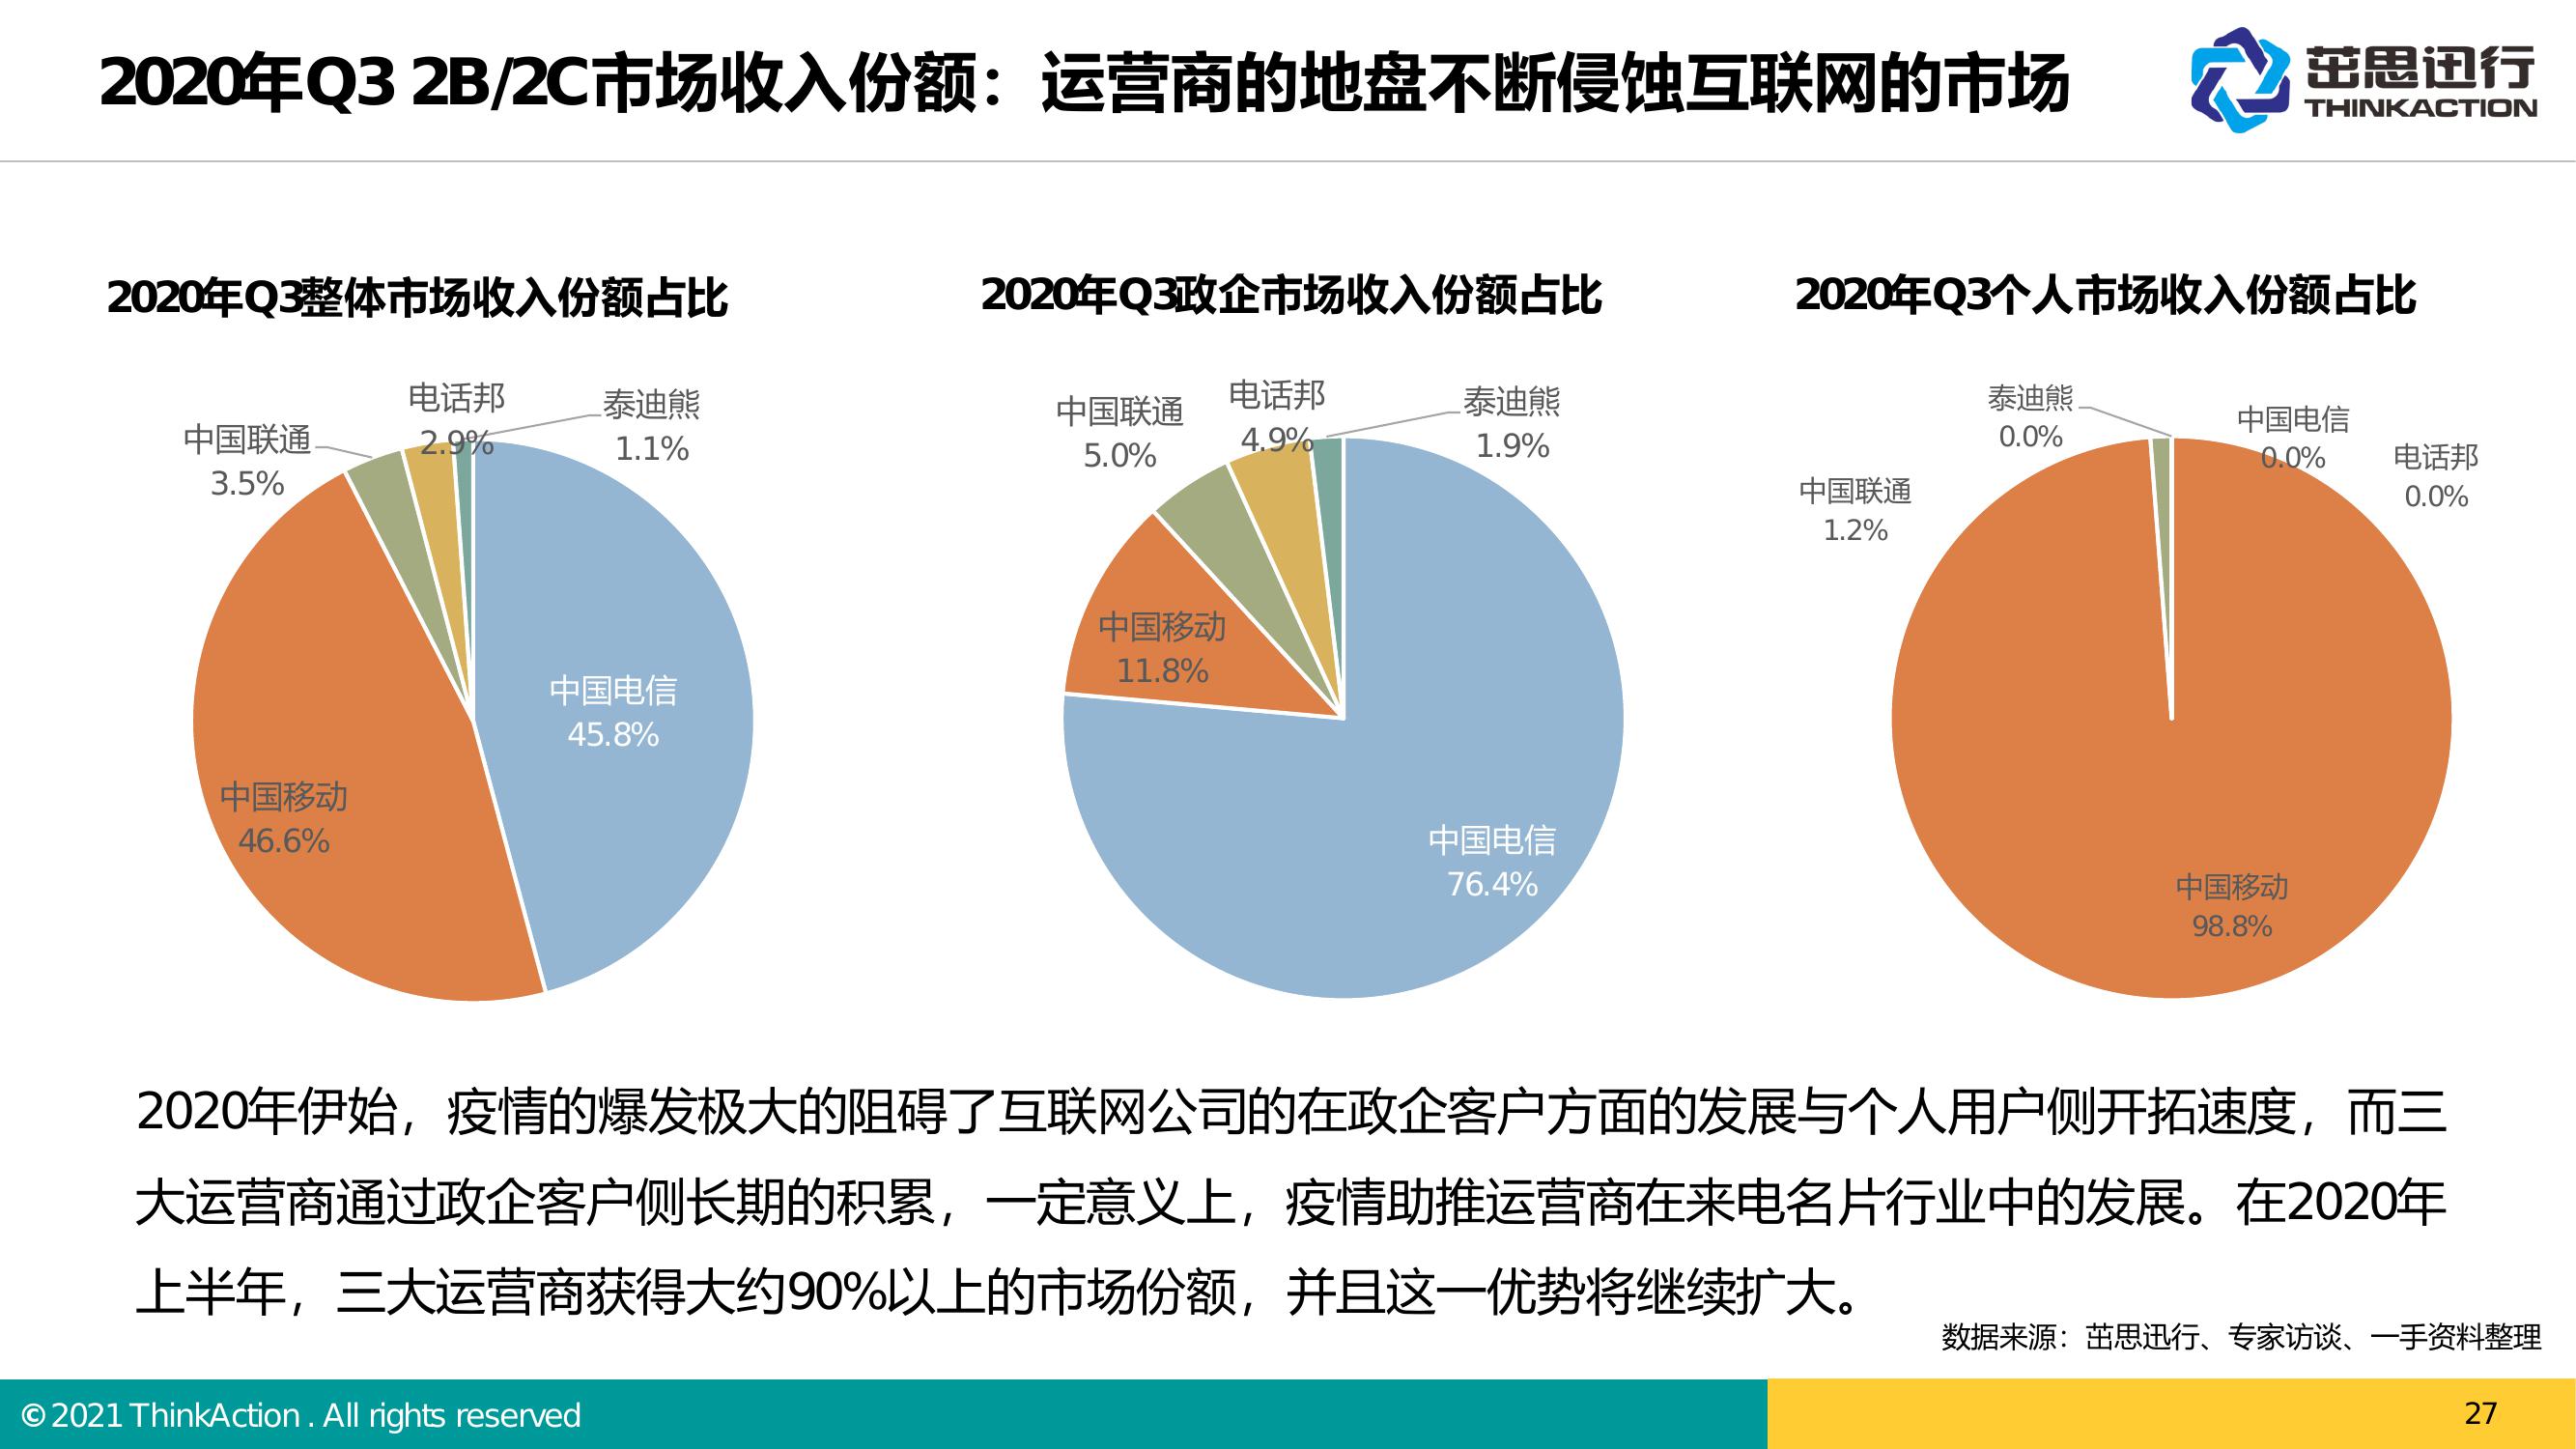 2020年Q3 2B/2C市场收入份额：运营商的地盘不断侵蚀互联网的市场
茁思迅行
THINKACTION
2020年Q3整体市场收入份额占比
中国联通
3.5%
电话邦
2.9%
泰迪熊
1.1%
中国电信
45.8%
中国移动
46.6%
2020年Q3政企市场收入份额占比
中国联通
5.0%
电话邦
4.9%
泰迪熊
1.9%
中国移动
11.8%
中国电信
76.4%
2020年Q3个人市场收入份额占比
泰迪熊
0.0%
中国电信
0.0%
电话邦
0.0%
中国联通
1.2%
中国移动
98.8%
2020年伊始，疫情的爆发极大的阻碍了互联网公司的在政企客户方面的发展与个人用户侧开拓速度，而三
大运营商通过政企客户侧长期的积累，一定意义上，疫情助推运营商在来电名片行业中的发展。在2020年
上半年，三大运营商获得大约90%以上的市场份额，并且这一优势将继续扩大。
数据来源：茁思迅行、专家访谈、一手资料整理
© 2021 ThinkAction . All rights reserved
27